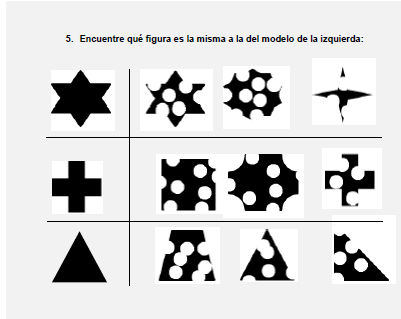 5. Encuentre qué figura es la misma a la del modelo de la izquierda: